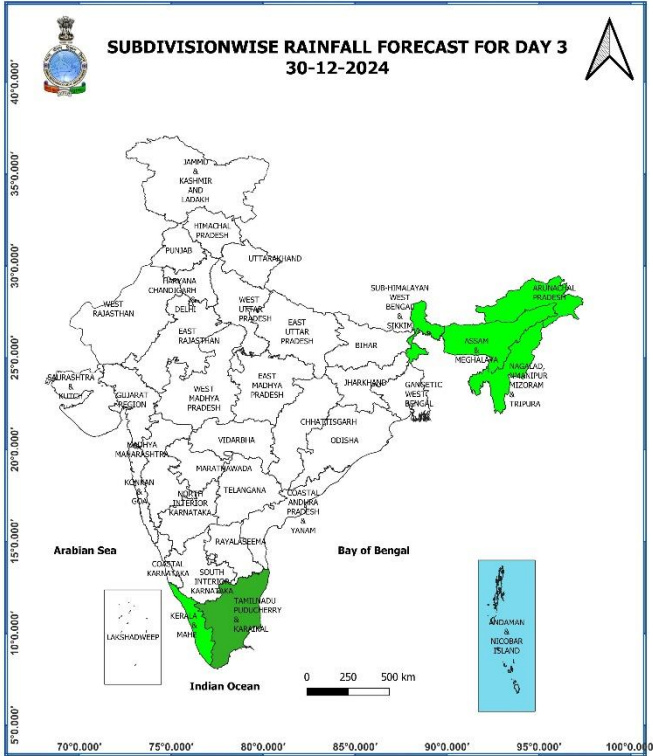 SUBDIVISIONWISE RAINFALL FORECAST FOR DAY 3
30-12-2024
40°0.000'
35°0.000'
30°0.000'
25°0.000'
20°0.000'
15°0.000'
10°0.000'
5°0.000'
JAMMU
&
KASHMIR
AND
LADAKH
HIMACHAL
PRADESH
PUNJAB
UTTARAKHAND
HARYANA
CHANDIGARH
&
DELHI
WEST
RAJASTHAN
WEST
UTTAR
PRADESH
EAST
RAJASTHAN
EAST
UTTAR
PRADESH
SUB-HIMALAYAN
WEST
BENGAL
&
SIKKIM
ARUNACHAL
PRADESH
BIHAR
ASSAM
&
MEGHALAYA
NAGALAD,
MANIPUR
MIZORAM
&
TRIPURA
SAURASHTRA
&
KUTCH
GUJARAT
REGION
WEST
MADHYA
PRADESH
EAST
MADHYA
PRADESH
JHARKHAND
GANGETIC
WEST
BENGAL
CHHATTISGARH
ODISHA
VIDARBHA
MADHYA
MAHARASHTRA
MARATHAWADA
KONKAN
&
GOA
NORTH
INTERIOR
KARNATAKA
TELANGANA
COASTAL
ANDHRA
PRADESH
&
YANAM
RAYALASEEMA
Arabian Sea
Bay of Bengal
COASTAL
KARNATAKA
SOUTH
INTERIOR
KARNATAKA
TAMILNADU
PUDUCHERRY
&
KARAIKAL
KERALA
&
MAHE
LAKSHADWEEP
ANDAMAN
&
NICOBAR
ISLAND
Indian Ocean
0 250 500 km
70°0.000' 75°0.000' 80°0.000' 85°0.000' 90°0.000' 95°0.000' 100°0.000'